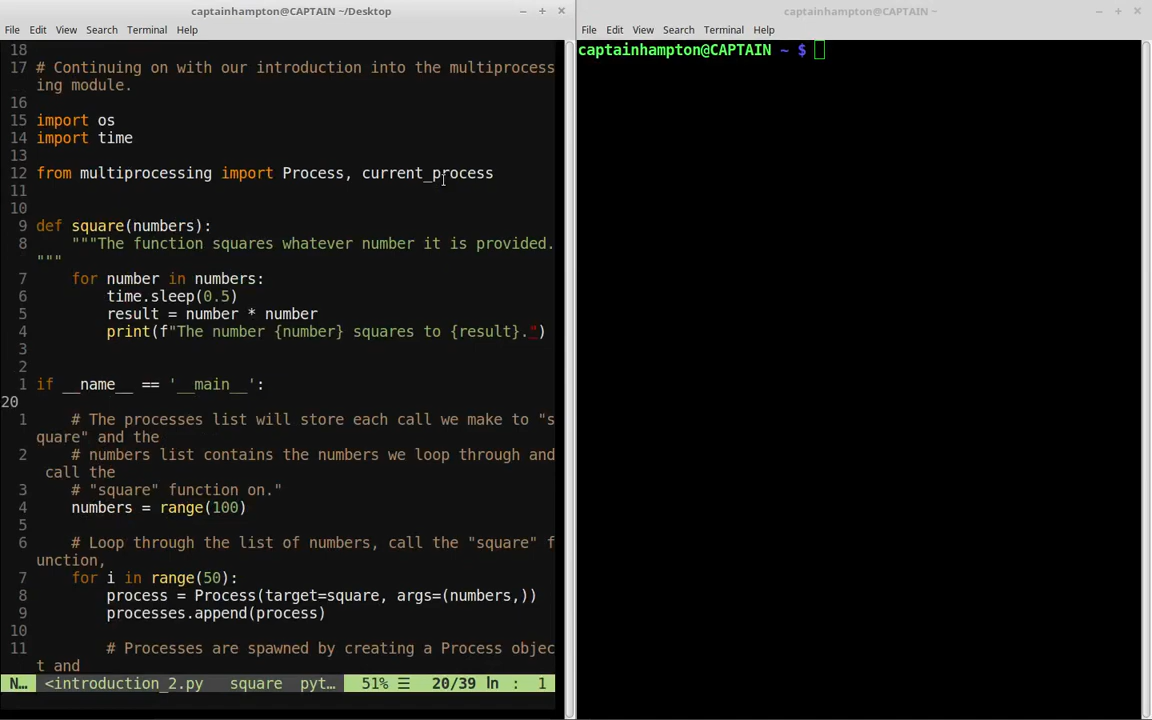 captainhampton@CAPTAIN ~/Desktop
File Edit View Search Terminal Help
18
17 # Continuing on with our introduction into the multiprocess
ing module.
16
15 import os
14 import time
13
12 from multiprocessing import Process, current_process
11
10
9 def square(numbers):
8     """The function squares whatever number it is provided.
"""
7     for number in numbers:
6         time.sleep(0.5)
5         result = number * number
4         print(f"The number {number} squares to {result}.")
3
2
1 if __name__ == '__main__':
20
1     # The processes list will store each call we make to "s
quare" and the
2     # numbers list contains the numbers we loop through and
 call the
3     # "square" function on."
4     numbers = range(100)
5
6     # Loop through the list of numbers, call the "square" f
unction,
7     for i in range(50):
8         process = Process(target=square, args=(numbers,))
9         processes.append(process)
10
11         # Processes are spawned by creating a Process objec
t and
N… <introduction_2.py square pyt… 51% ☰ 20/39 ln : 1
captainhampton@CAPTAIN ~
File Edit View Search Terminal Help
captainhampton@CAPTAIN ~ $